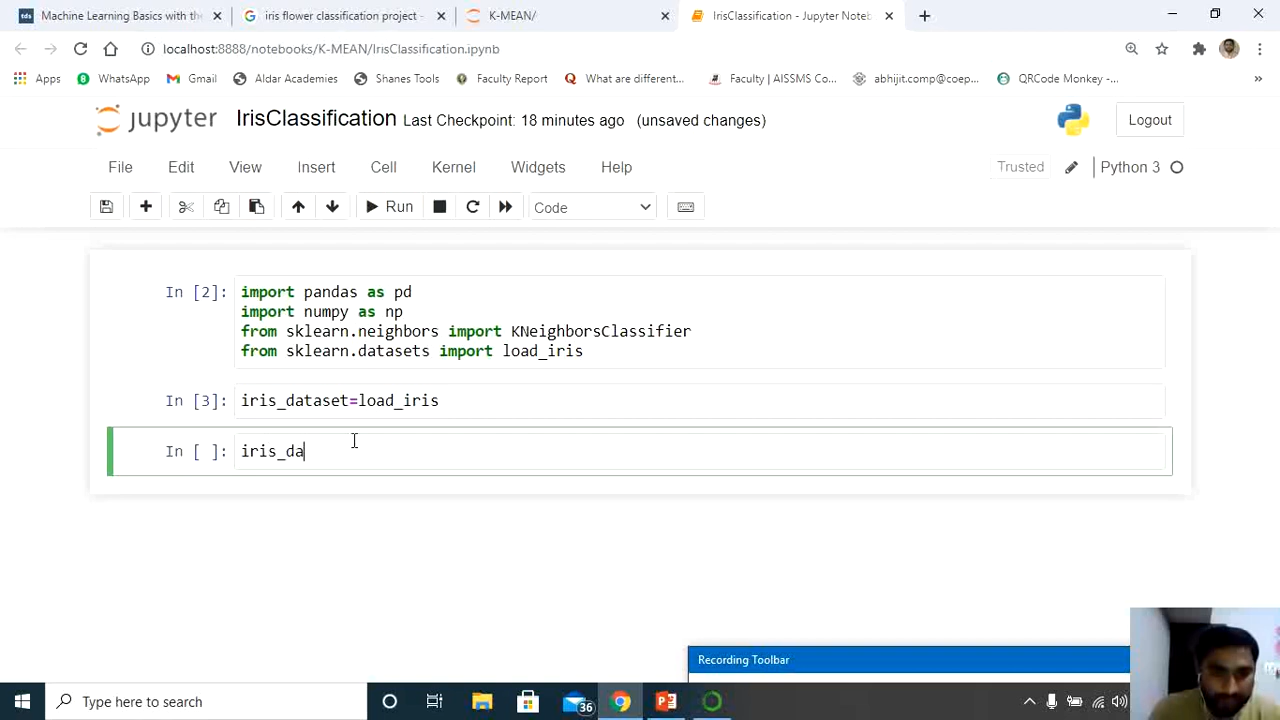 Machine Learning Basics with the
iris flower classification project -
K-MEAN/
IrisClassification - Jupyter Noteb
localhost:8888/notebooks/K-MEAN/IrisClassification.ipynb
Apps
WhatsApp
Gmail
Aldar Academies
Shanes Tools
Faculty Report
What are different...
Faculty | AISSMS Co...
abhijit.comp@coep...
QRCode Monkey -...
»
jupyter
IrisClassification Last Checkpoint: 18 minutes ago (unsaved changes)
Logout
File Edit View Insert Cell Kernel Widgets Help
Trusted
Python 3
Run
Code
In [2]: import pandas as pd
import numpy as np
from sklearn.neighbors import KNeighborsClassifier
from sklearn.datasets import load_iris
In [3]: iris_dataset=load_iris
In [ ]: iris_da
Recording Toolbar
Type here to search
36